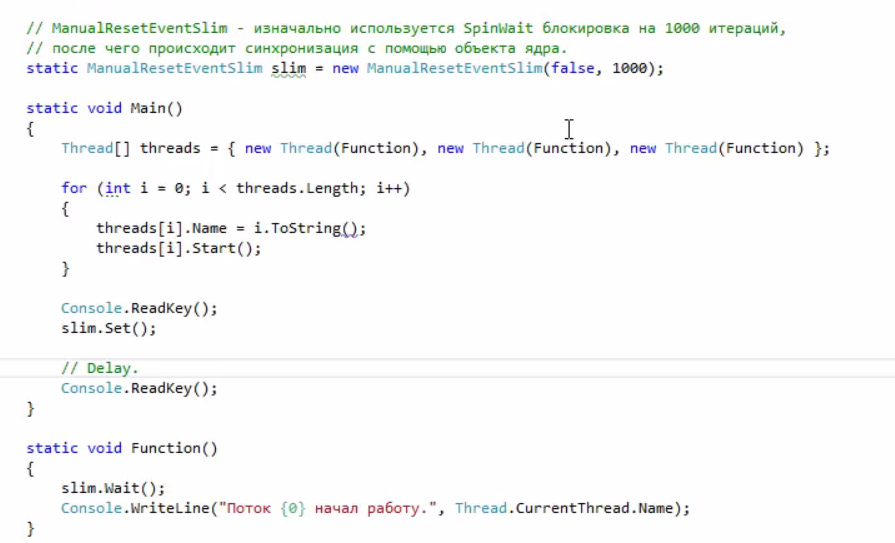 // ManualResetEventSlim - изначально используется SpinWait блокировка на 1000 итераций,
// после чего происходит синхронизация с помощью объекта ядра.
static ManualResetEventSlim slim = new ManualResetEventSlim(false, 1000);
static void Main()
{
Thread[] threads = { new Thread(Function), new Thread(Function), new Thread(Function) };
for (int i = 0; i < threads.Length; i++)
{
threads[i].Name = i.ToString();
threads[i].Start();
}
Console.ReadKey();
slim.Set();
// Delay.
Console.ReadKey();
}
static void Function()
{
slim.Wait();
Console.WriteLine("Поток {0} начал работу.", Thread.CurrentThread.Name);
}